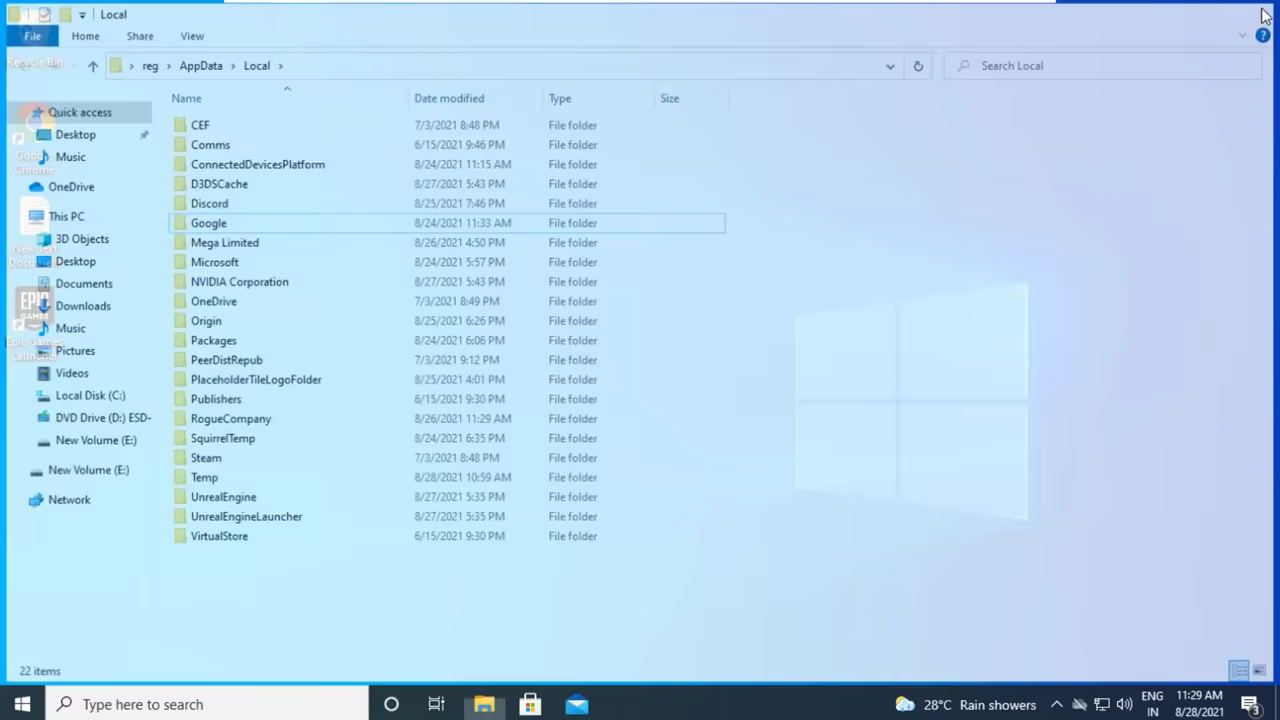 Local
File Home Share View
reg AppData Local
Search Local
Name Date modified Type Size
Recycle Bin
Quick access
Desktop
Music
OneDrive
This PC
3D Objects
Desktop
Documents
Downloads
Music
Pictures
Videos
Local Disk (C:)
DVD Drive (D:) ESD-
New Volume (E:)
New Volume (E:)
Network
Google
Chrome
New Text
Document
EPIC
GAMES
Epic Games
Launcher
CEF 7/3/2021 8:48 PM File folder
Comms 6/15/2021 9:46 PM File folder
ConnectedDevicesPlatform 8/24/2021 11:15 AM File folder
D3DSCache 8/27/2021 5:43 PM File folder
Discord 8/25/2021 7:46 PM File folder
Google 8/24/2021 11:33 AM File folder
Mega Limited 8/26/2021 4:50 PM File folder
Microsoft 8/24/2021 5:57 PM File folder
NVIDIA Corporation 8/27/2021 5:43 PM File folder
OneDrive 7/3/2021 8:49 PM File folder
Origin 8/25/2021 6:26 PM File folder
Packages 8/24/2021 6:06 PM File folder
PeerDistRepub 7/3/2021 9:12 PM File folder
PlaceholderTileLogoFolder 8/25/2021 4:01 PM File folder
Publishers 6/15/2021 9:30 PM File folder
RogueCompany 8/26/2021 11:29 AM File folder
SquirrelTemp 8/24/2021 6:35 PM File folder
Steam 7/3/2021 8:48 PM File folder
Temp 8/28/2021 10:59 AM File folder
UnrealEngine 8/27/2021 5:35 PM File folder
UnrealEngineLauncher 8/27/2021 5:35 PM File folder
VirtualStore 6/15/2021 9:30 PM File folder
22 items
Type here to search
28°C Rain showers
ENG
IN
11:29 AM
8/28/2021
3